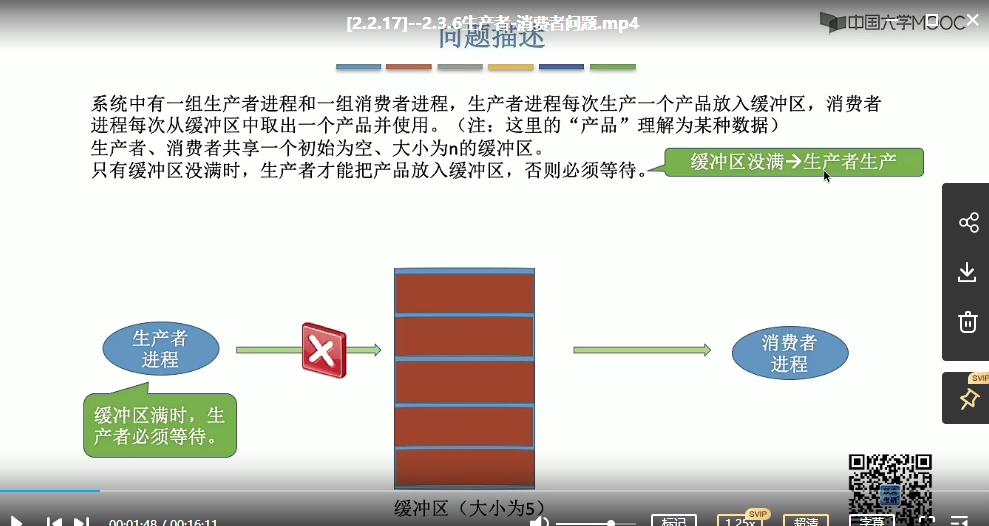 [2.2.17]--2.3.6生产者-消费者问题.mp4
中国大学MOOC
问题描述
系统中有一组生产者进程和一组消费者进程，生产者进程每次生产一个产品放入缓冲区，消费者
进程每次从缓冲区中取出一个产品并使用。（注：这里的“产品”理解为某种数据）
生产者、消费者共享一个初始为空、大小为n的缓冲区。
只有缓冲区没满时，生产者才能把产品放入缓冲区，否则必须等待。
缓冲区没满→生产者生产
生产者
进程
消费者
进程
缓冲区满时，生
产者必须等待。
SVIP
缓冲区（大小为5）
00:01:48 / 00:16:11
标记
1.25x
SVIP
超清
字幕